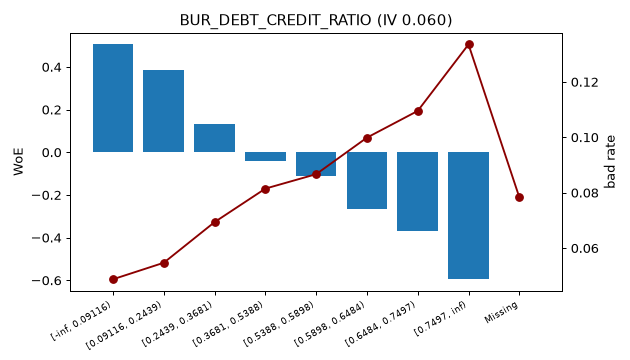 BUR_DEBT_CREDIT_RATIO (IV 0.060)
WoE
0.4
0.2
0.0
−0.2
−0.4
−0.6
0.12
0.10
0.08
0.06
bad rate
[-inf, 0.09116)
[0.09116, 0.2439)
[0.2439, 0.3681)
[0.3681, 0.5388)
[0.5388, 0.5898)
[0.5898, 0.6484)
[0.6484, 0.7497)
[0.7497, inf)
Missing